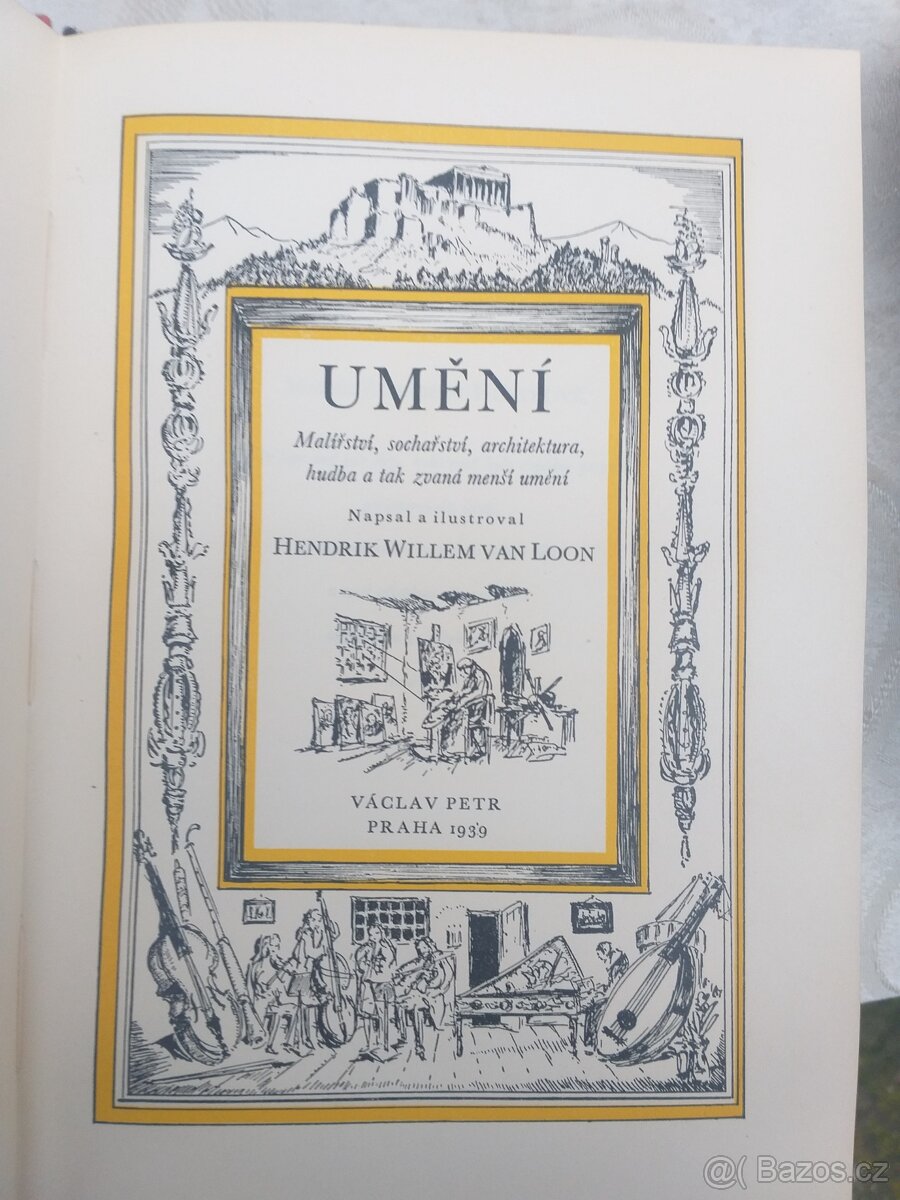 UMĚNÍ
Malířství, sochařství, architektura,
hudba a tak zvaná menší umění
Napsal a ilustroval
HENDRIK WILLEM VAN LOON
VÁCLAV PETR
PRAHA 1939
@( Bazos.cz